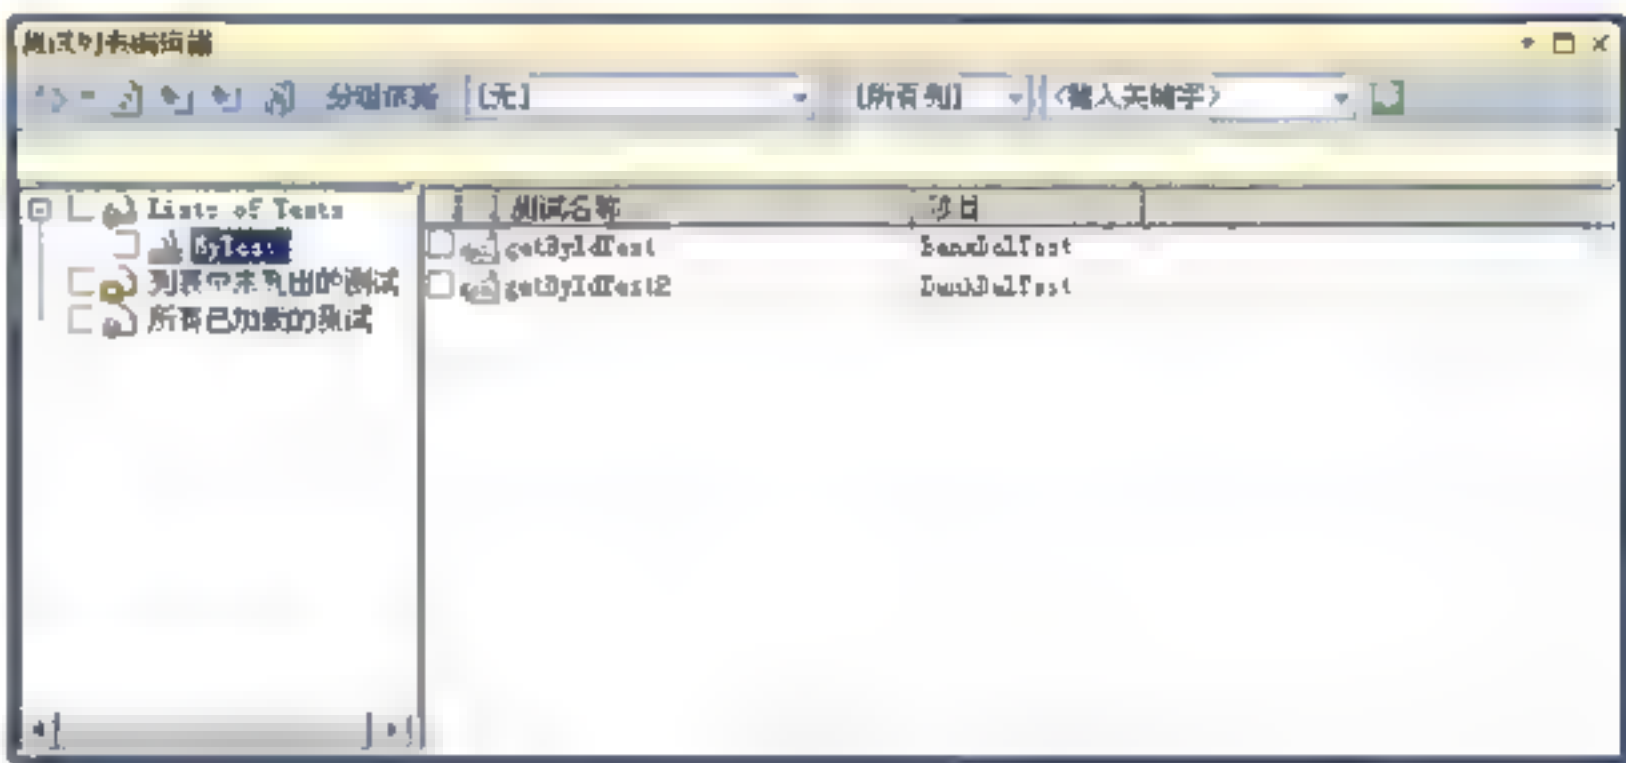 测试列表编辑器
分组依据 [无] [所有列] <键入关键字>
Lists of Tests
MyTest
列表中未列出的测试
所有已加载的测试
测试名称 项目
getByIdTest BankDalTest
getByIdTest2 BankDalTest